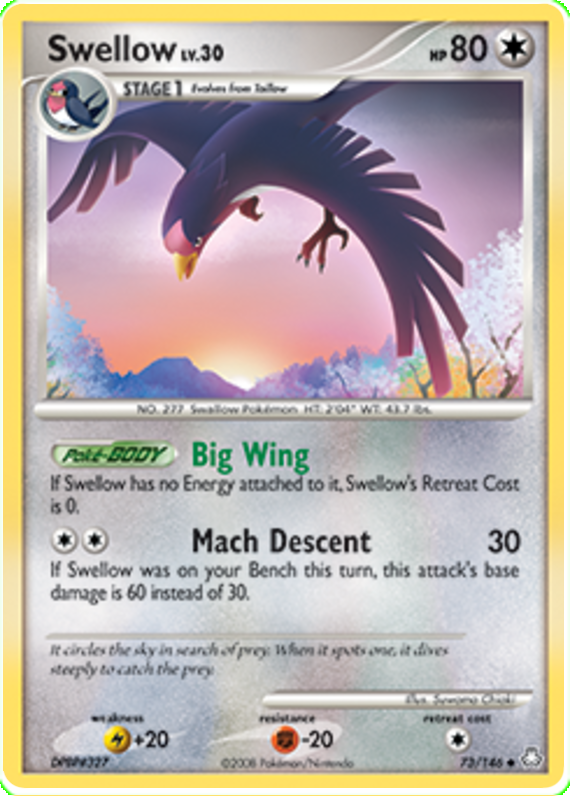 Swellow LV.30 HP 80
STAGE 1 Evolves from Taillow
NO. 277 Swallow Pokémon HT: 2'04" WT: 43.7 lbs.
Poké-BODY Big Wing
If Swellow has no Energy attached to it, Swellow's Retreat Cost
is 0.
Mach Descent 30
If Swellow was on your Bench this turn, this attack's base
damage is 60 instead of 30.
It circles the sky in search of prey. When it spots one, it dives
steeply to catch the prey.
Illus. Sawamo Chiaki
weakness resistance retreat cost
+20 -20
DPBP#327 ©2008 Pokémon/Nintendo 73/146